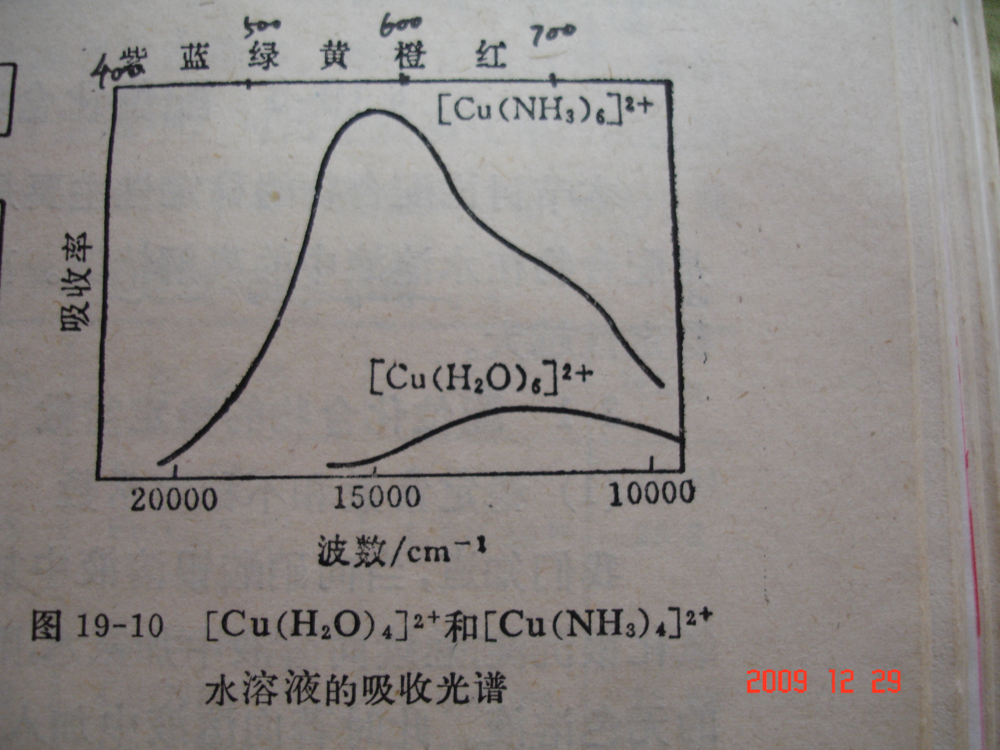 500 600 700
400
紫 蓝 绿 黄 橙 红
[Cu(NH₃)₆]²⁺
吸收率
[Cu(H₂O)₆]²⁺
20000 15000 10000
波数/cm⁻¹
图 19-10 [Cu(H₂O)₄]²⁺和[Cu(NH₃)₄]²⁺
水溶液的吸收光谱
2009 12 29